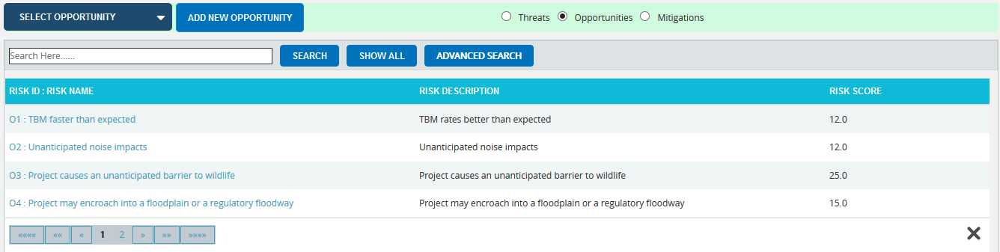 SELECT OPPORTUNITY ADD NEW OPPORTUNITY Threats Opportunities Mitigations
Search Here...... SEARCH SHOW ALL ADVANCED SEARCH
RISK ID : RISK NAME RISK DESCRIPTION RISK SCORE
O1 : TBM faster than expected TBM rates better than expected 12.0
O2 : Unanticipated noise impacts Unanticipated noise impacts 12.0
O3 : Project causes an unanticipated barrier to wildlife Project causes an unanticipated barrier to wildlife 25.0
O4 : Project may encroach into a floodplain or a regulatory floodway Project may encroach into a floodplain or a regulatory floodway 15.0
«««« «« « 1 2 » »» »»»»